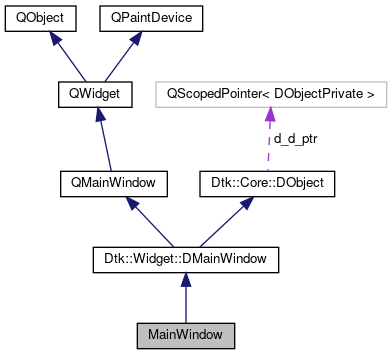 QObject
QPaintDevice
QWidget
QScopedPointer< DObjectPrivate >
d_d_ptr
QMainWindow
Dtk::Core::DObject
Dtk::Widget::DMainWindow
MainWindow